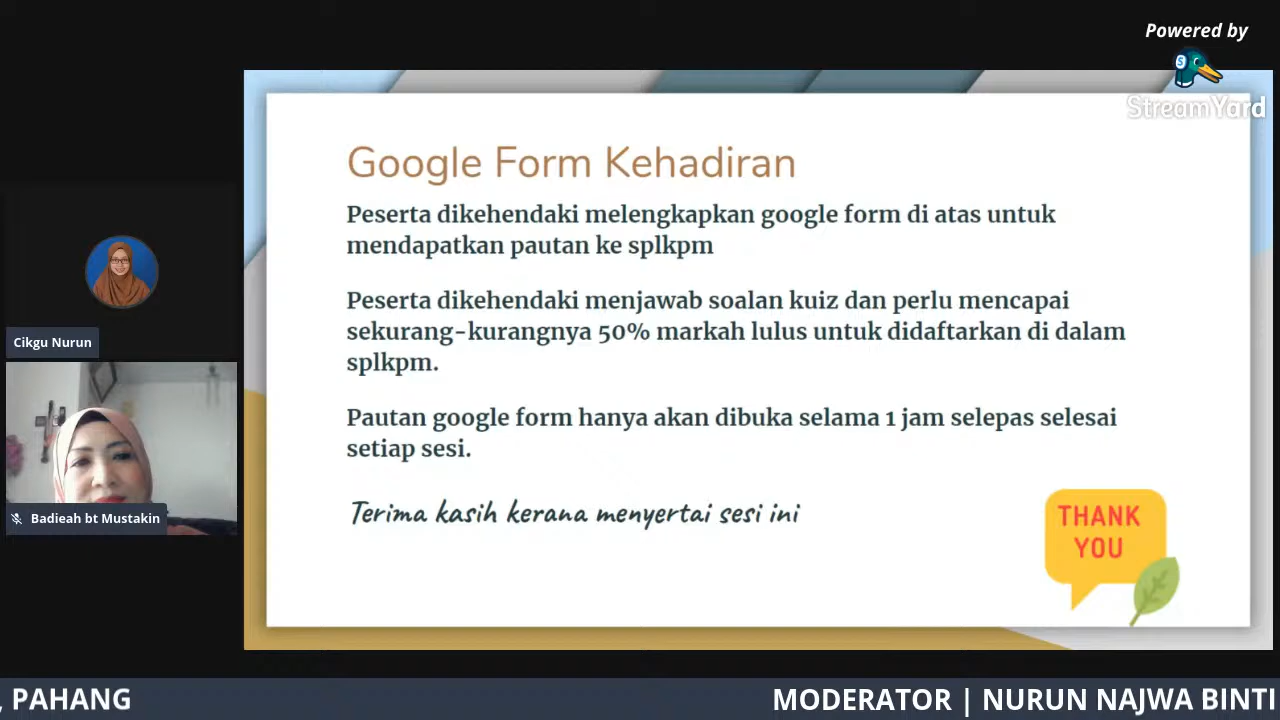 Powered by
StreamYard
Google Form Kehadiran
Peserta dikehendaki melengkapkan google form di atas untuk
mendapatkan pautan ke splkpm
Peserta dikehendaki menjawab soalan kuiz dan perlu mencapai
sekurang-kurangnya 50% markah lulus untuk didaftarkan di dalam
splkpm.
Pautan google form hanya akan dibuka selama 1 jam selepas selesai
setiap sesi.
Terima kasih kerana menyertai sesi ini
THANK
YOU
Cikgu Nurun
Badieah bt Mustakin
, PAHANG
MODERATOR | NURUN NAJWA BINTI